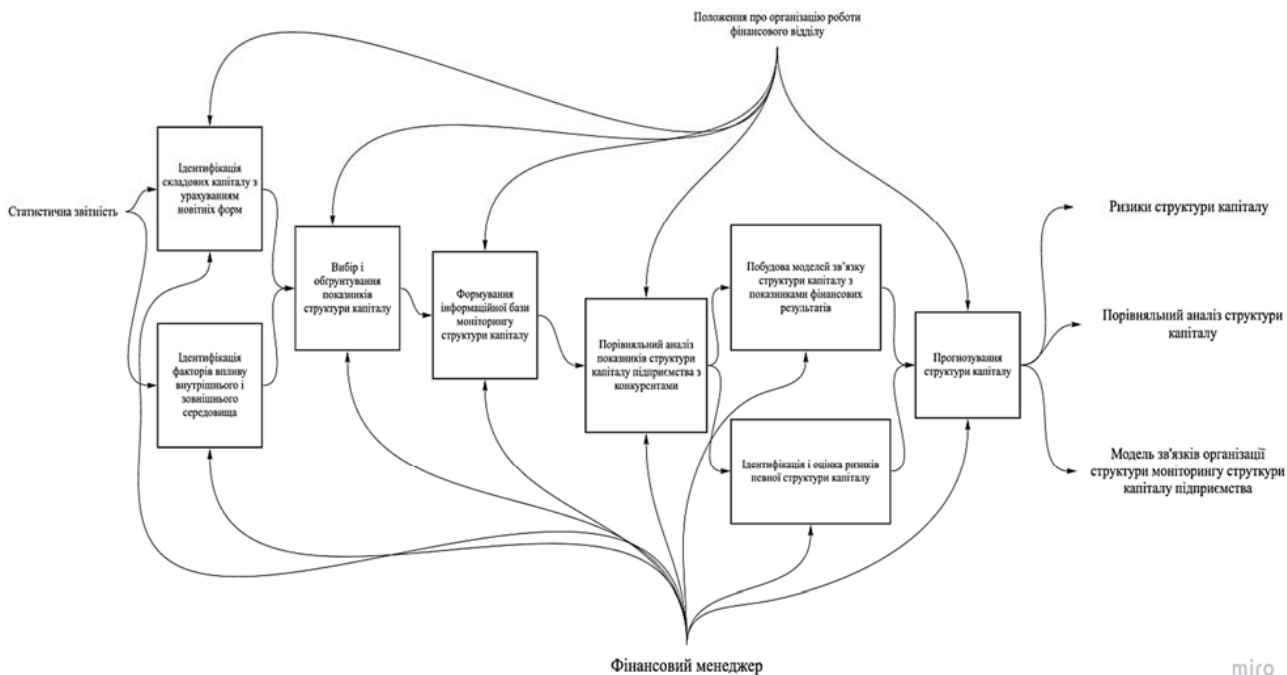 Положення про організацію роботи
фінансового відділу
Ідентифікація
складових капіталу з
урахуванням
новітніх форм
Статистична звітність
Вибір і
обґрунтування
показників
структури капіталу
Формування
інформаційної бази
моніторингу
структури капіталу
Ідентифікація
факторів впливу
внутрішнього і
зовнішнього
середовища
Порівняльний аналіз
показників структури
капіталу підприємства з
конкурентами
Побудова моделей зв’язку
структури капіталу з
показниками фінансових
результатів
Ідентифікація і оцінка ризиків
певної структури капіталу
Прогнозування
структури капіталу
Ризики структури капіталу
Порівняльний аналіз структури
капіталу
Модель зв'язків організації
структури моніторингу струткури
капіталу підприємства
Фінансовий менеджер
miro